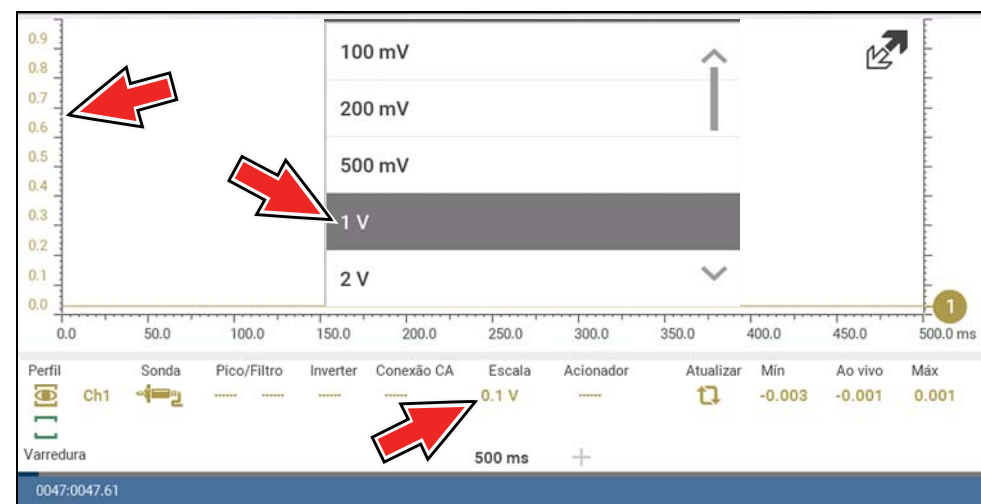 0.9
0.8
0.7
0.6
0.5
0.4
0.3
0.2
0.1
0.0
100 mV
200 mV
500 mV
1 V
2 V
1
0.0 50.0 100.0 150.0 200.0 250.0 300.0 350.0 400.0 450.0 500.0 ms
Perfil Sonda Pico/Filtro Inverter Conexão CA Escala Acionador Atualizar Mín Ao vivo Máx
Ch1 ------ ------ ------ ------ 0.1 V ------ -0.003 -0.001 0.001
Varredura 500 ms +
0047:0047.61